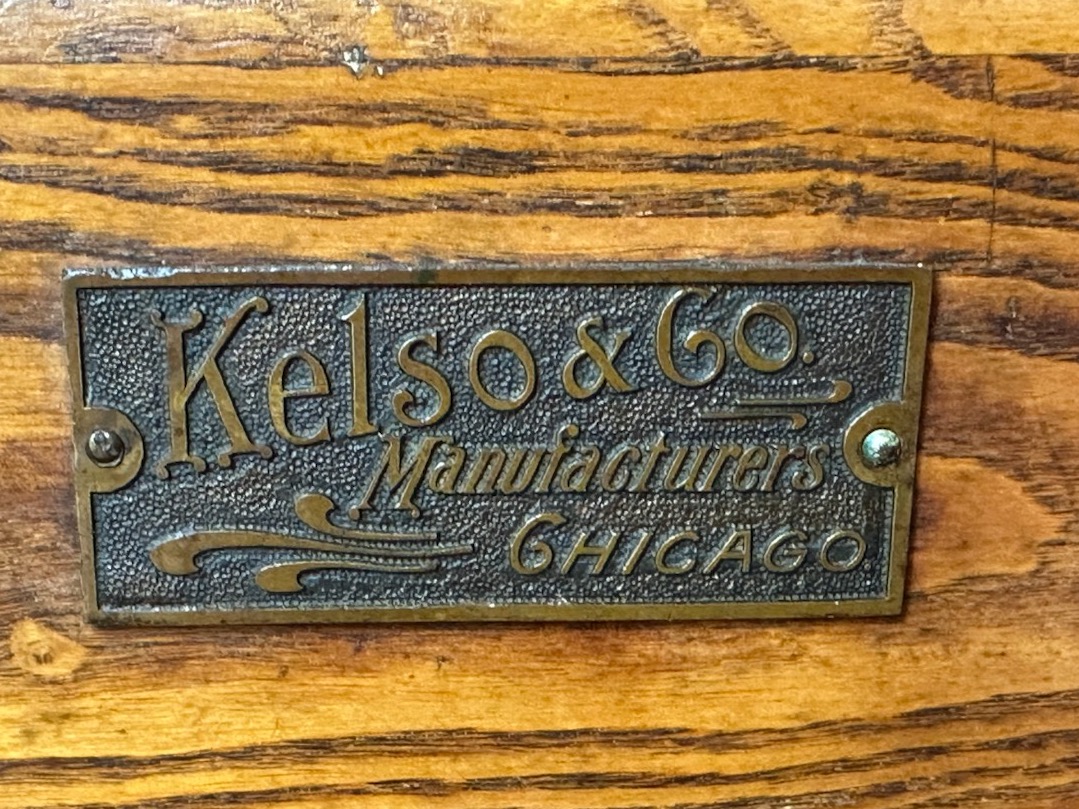 Kelso & Co.
Manufacturers
CHICAGO